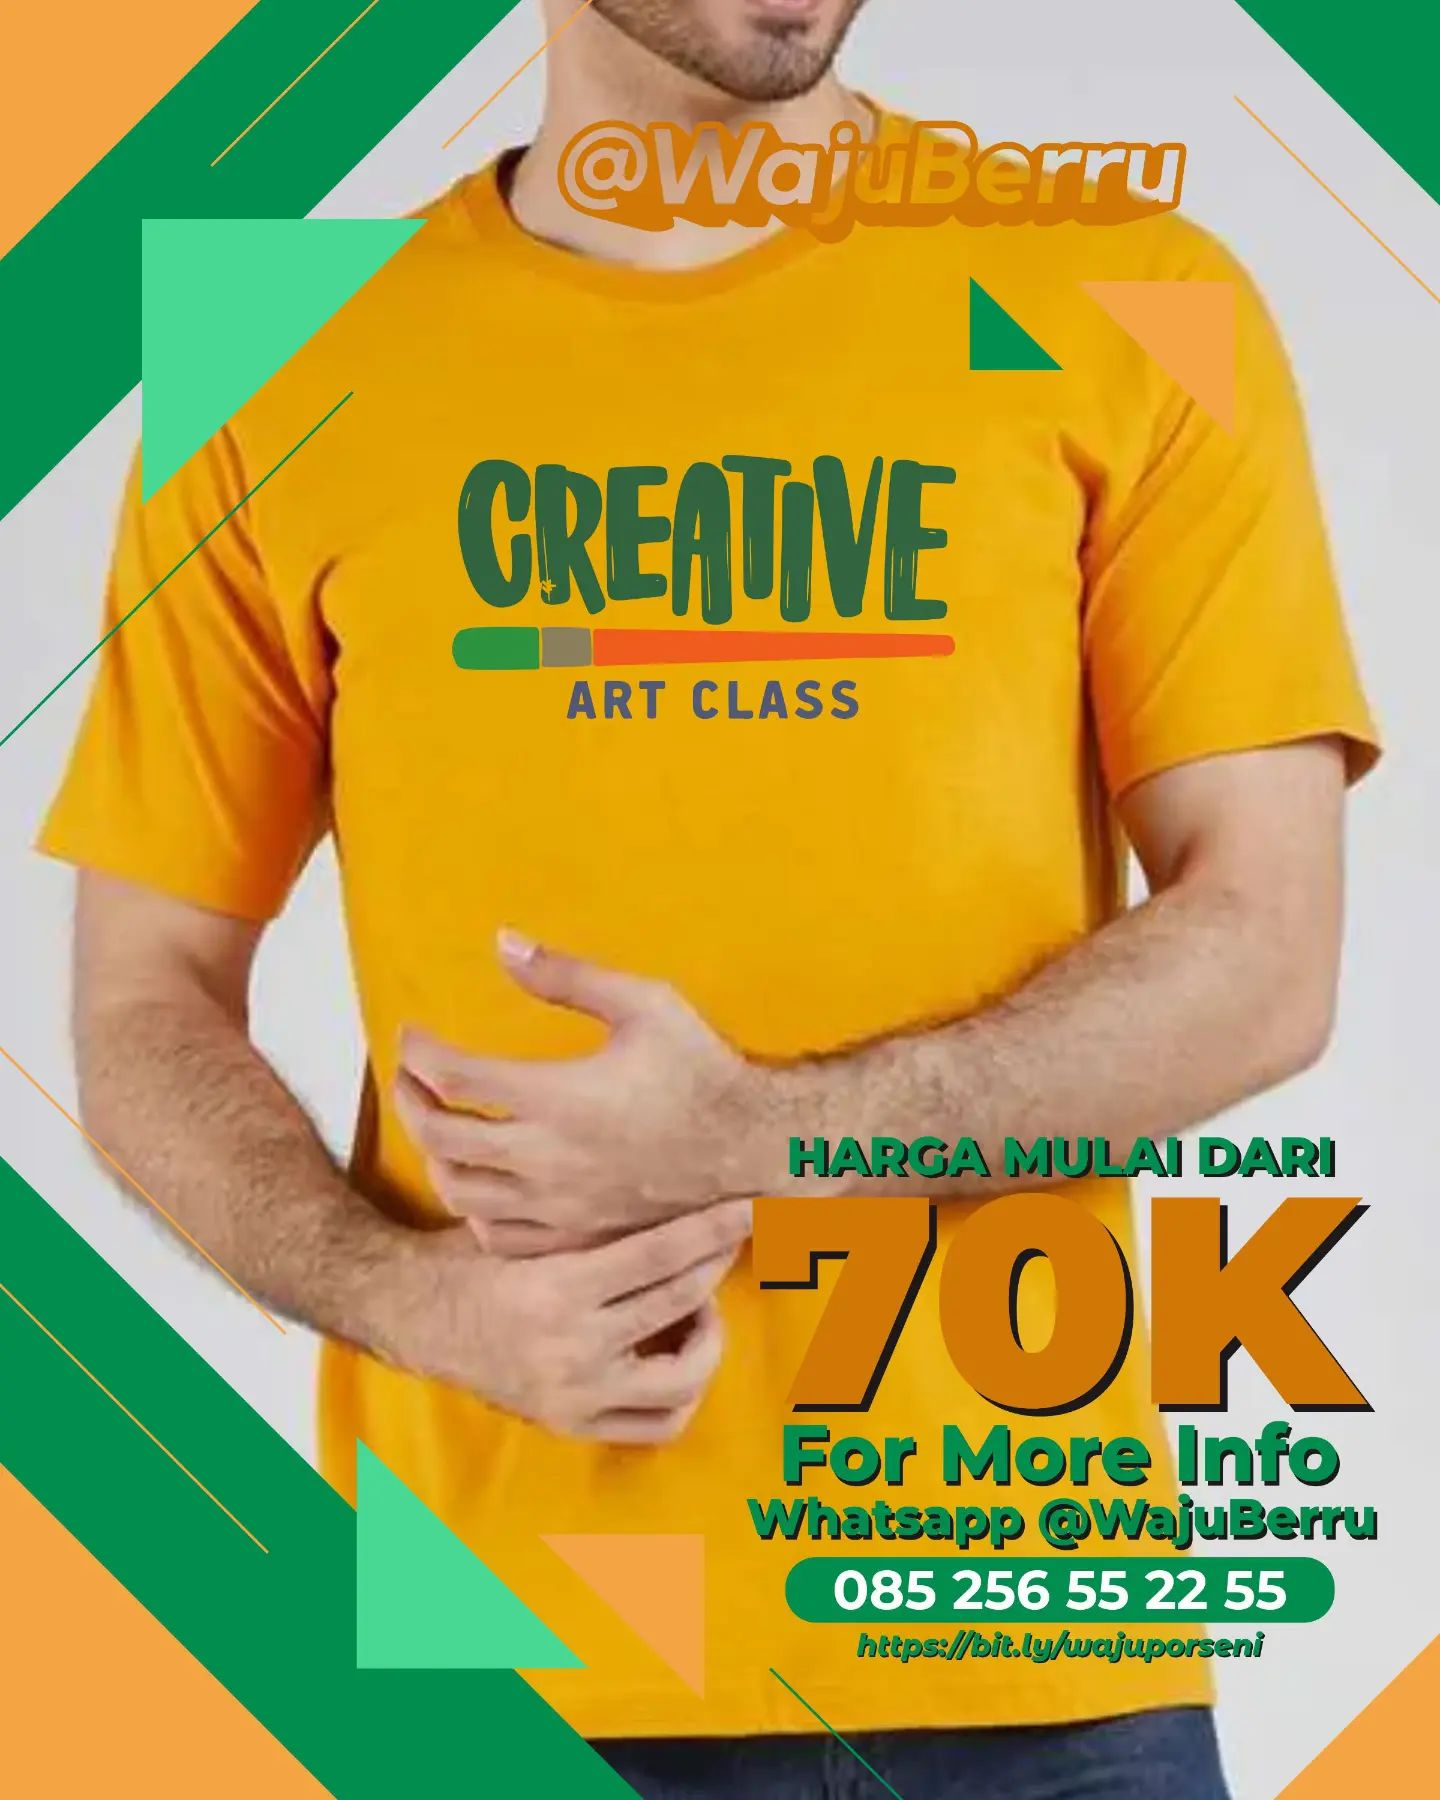 @WajuBerru
CREATIVE
ART CLASS
HARGA MULAI DARI
70K
For More Info
Whatsapp @WajuBerru
085 256 55 22 55
https://bit.ly/wajuporseni